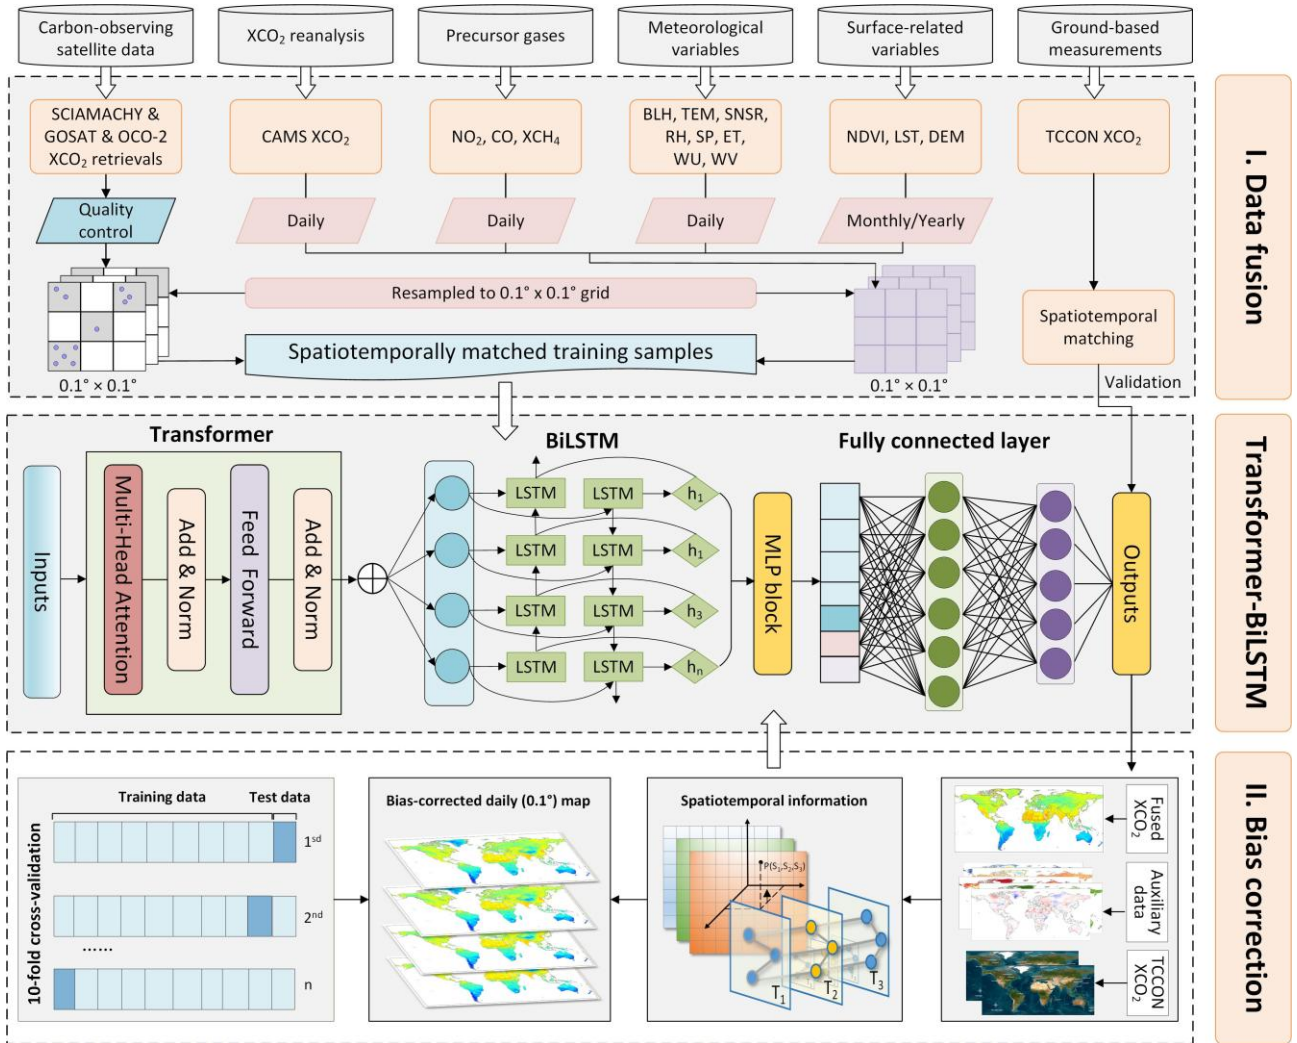 Carbon-observing
satellite data
XCO₂ reanalysis
Precursor gases
Meteorological
variables
Surface-related
variables
Ground-based
measurements
SCIAMACHY &
GOSAT & OCO-2
XCO₂ retrievals
CAMS XCO₂
NO₂, CO, XCH₄
BLH, TEM, SNSR,
RH, SP, ET,
WU, WV
NDVI, LST, DEM
TCCON XCO₂
Quality
control
Daily
Daily
Daily
Monthly/Yearly
Resampled to 0.1° x 0.1° grid
Spatiotemporal
matching
Spatiotemporally matched training samples
0.1° × 0.1°
0.1° × 0.1°
Validation
I. Data fusion
Transformer
BiLSTM
Fully connected layer
Inputs
Multi-Head
Attention
Add & Norm
Feed
Forward
Add & Norm
LSTM
LSTM
h₁
LSTM
LSTM
h₁
LSTM
LSTM
h₃
LSTM
LSTM
hₙ
MLP block
Outputs
Transformer-BiLSTM
10-fold cross-validation
Training data
Test data
1ˢᵈ
2ⁿᵈ
......
n
Bias-corrected daily (0.1°) map
Spatiotemporal information
P(S₁,S₂,S₃)
T₁
T₂
T₃
Fused
XCO₂
Auxiliary
data
TCCON
XCO₂
II. Bias correction